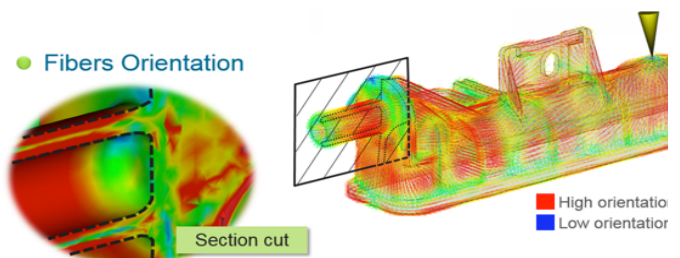 Fibers Orientation
Section cut
High orientation
Low orientation